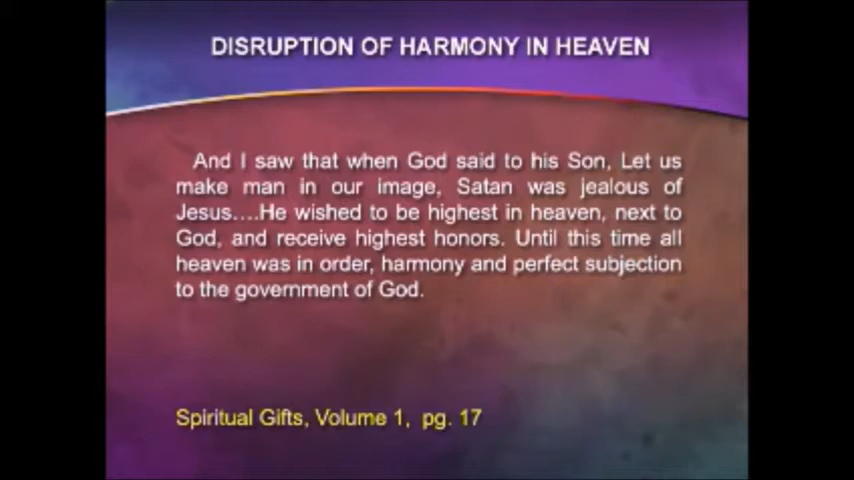 DISRUPTION OF HARMONY IN HEAVEN
And I saw that when God said to his Son, Let us
make man in our image, Satan was jealous of
Jesus....He wished to be highest in heaven, next to
God, and receive highest honors. Until this time all
heaven was in order, harmony and perfect subjection
to the government of God.
Spiritual Gifts, Volume 1, pg. 17